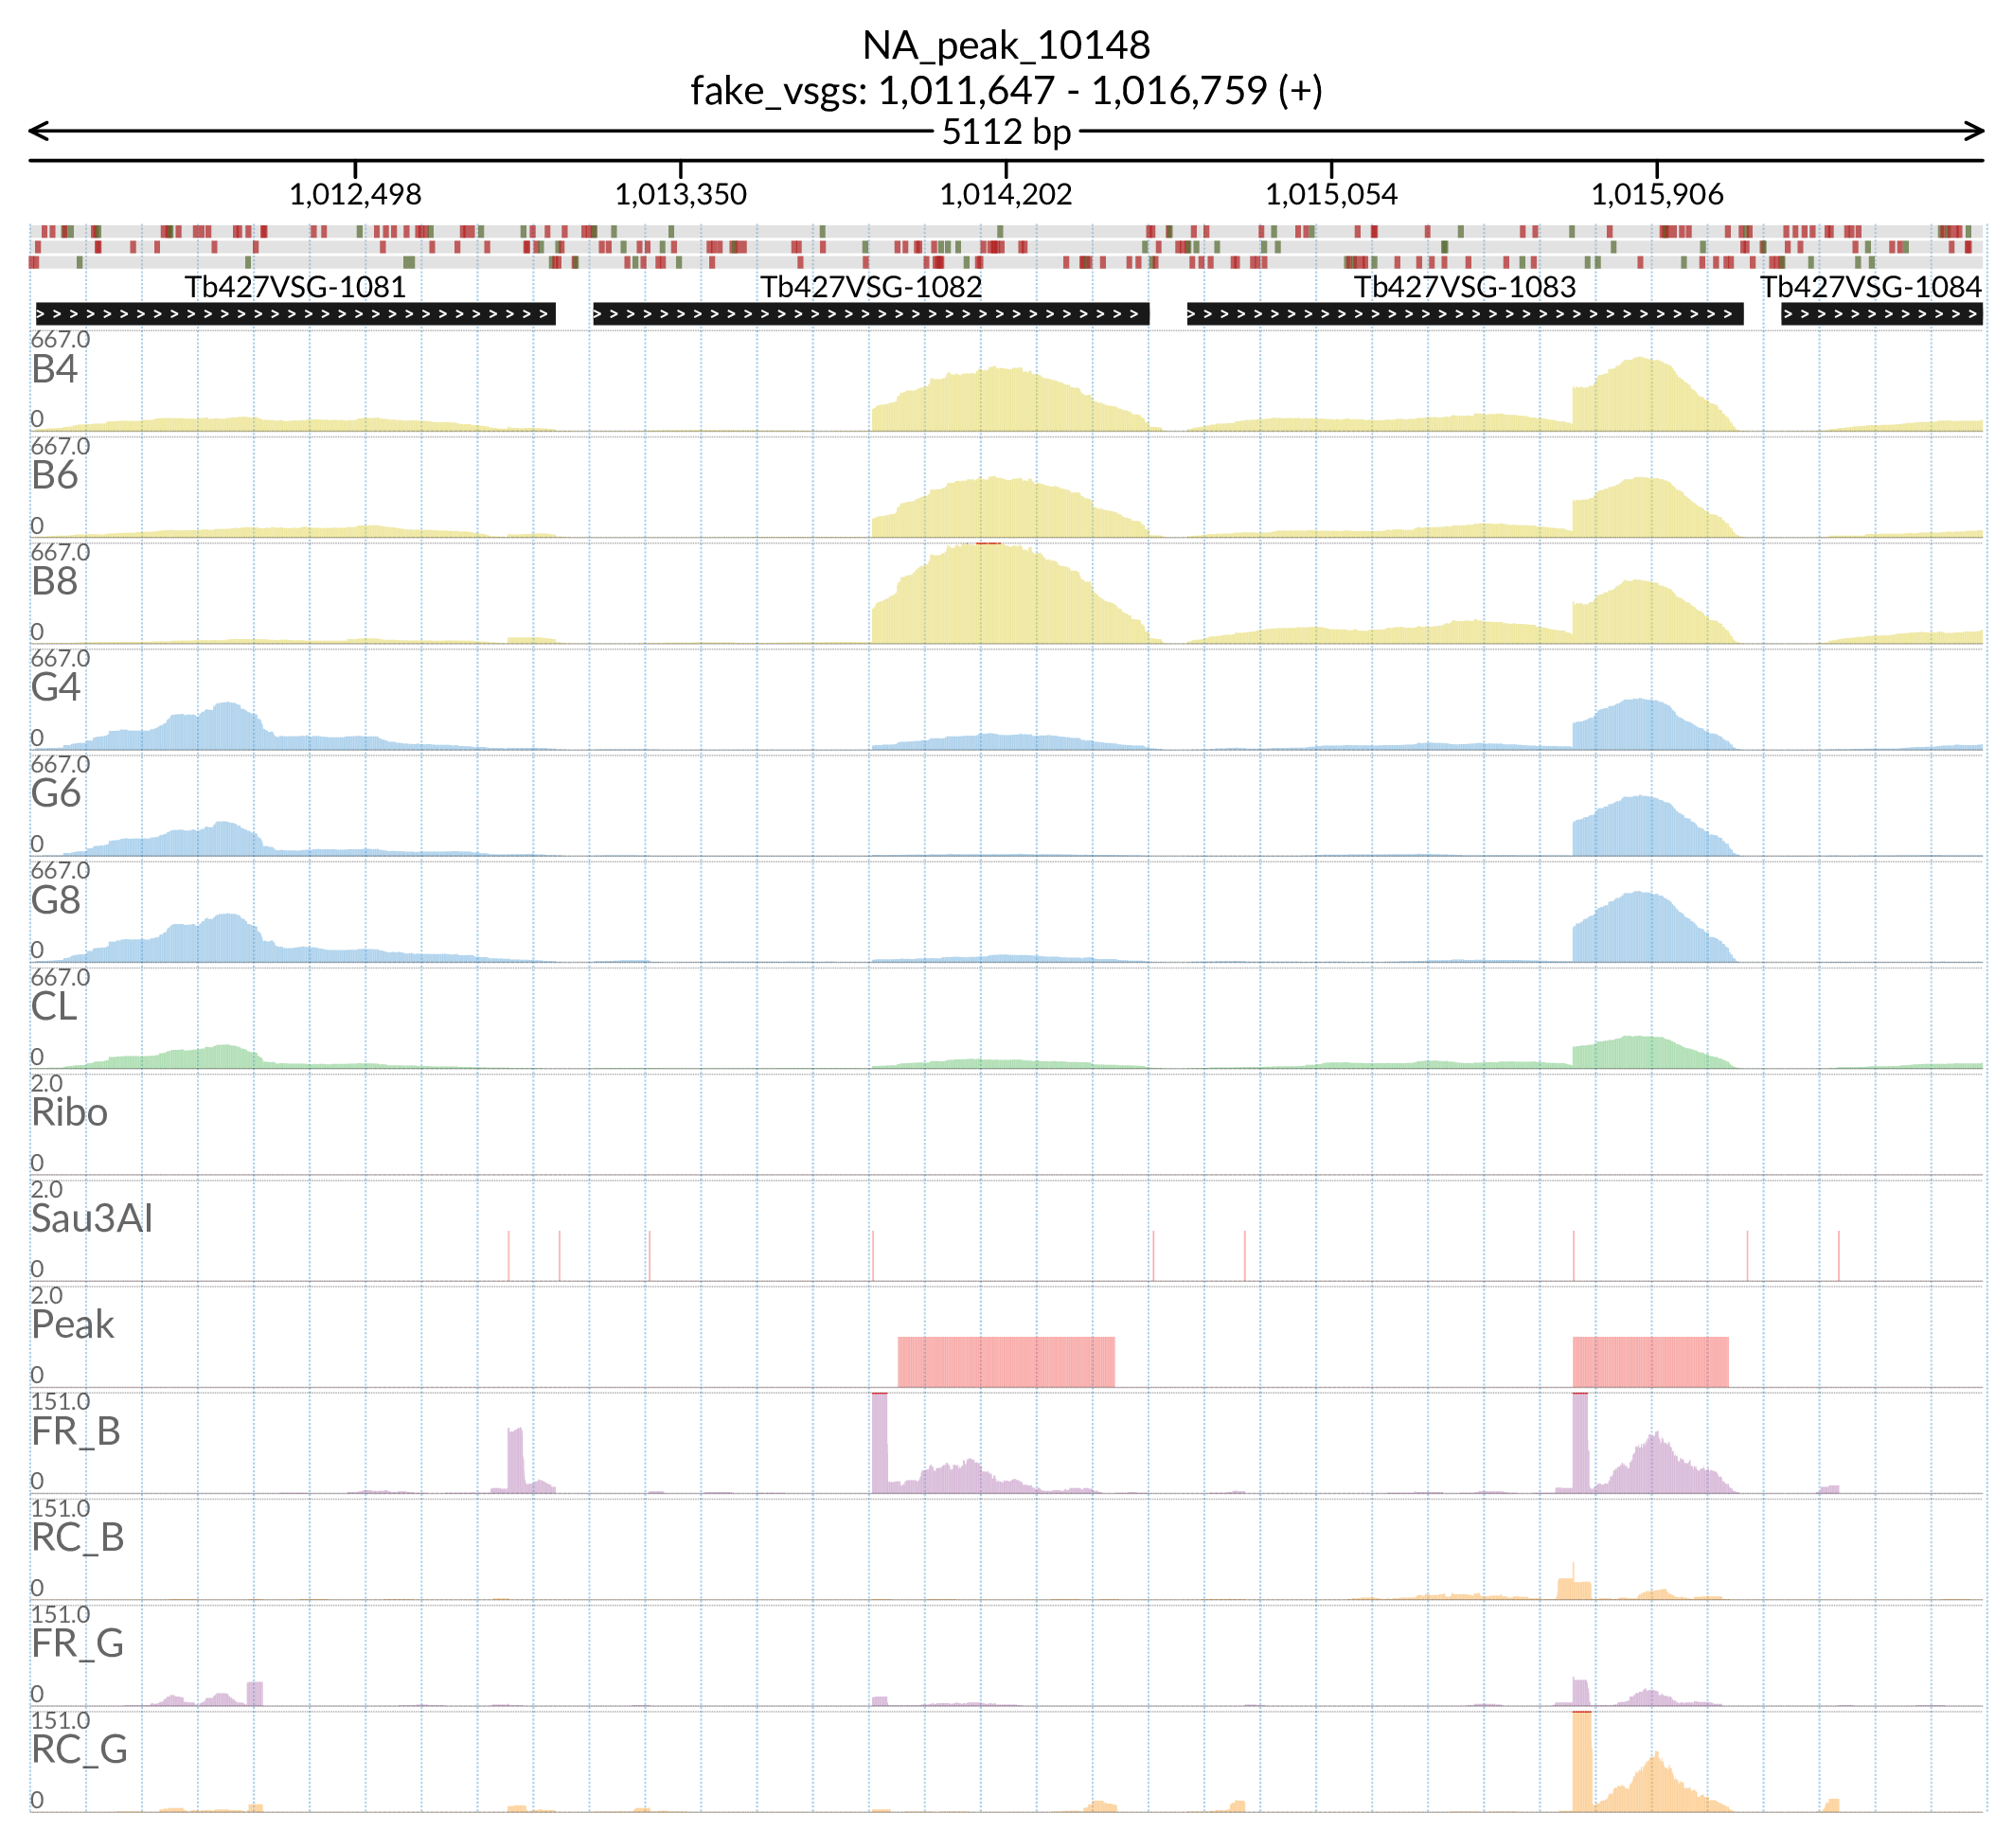 NA_peak_10148
fake_vsgs: 1,011,647 - 1,016,759 (+)
5112 bp
1,012,498 1,013,350 1,014,202 1,015,054 1,015,906
Tb427VSG-1081 Tb427VSG-1082 Tb427VSG-1083 Tb427VSG-1084
667.0
B4
0
667.0
B6
0
667.0
B8
0
667.0
G4
0
667.0
G6
0
667.0
G8
0
667.0
CL
0
2.0
Ribo
0
2.0
Sau3AI
0
2.0
Peak
0
151.0
FR_B
0
151.0
RC_B
0
151.0
FR_G
0
151.0
RC_G
0